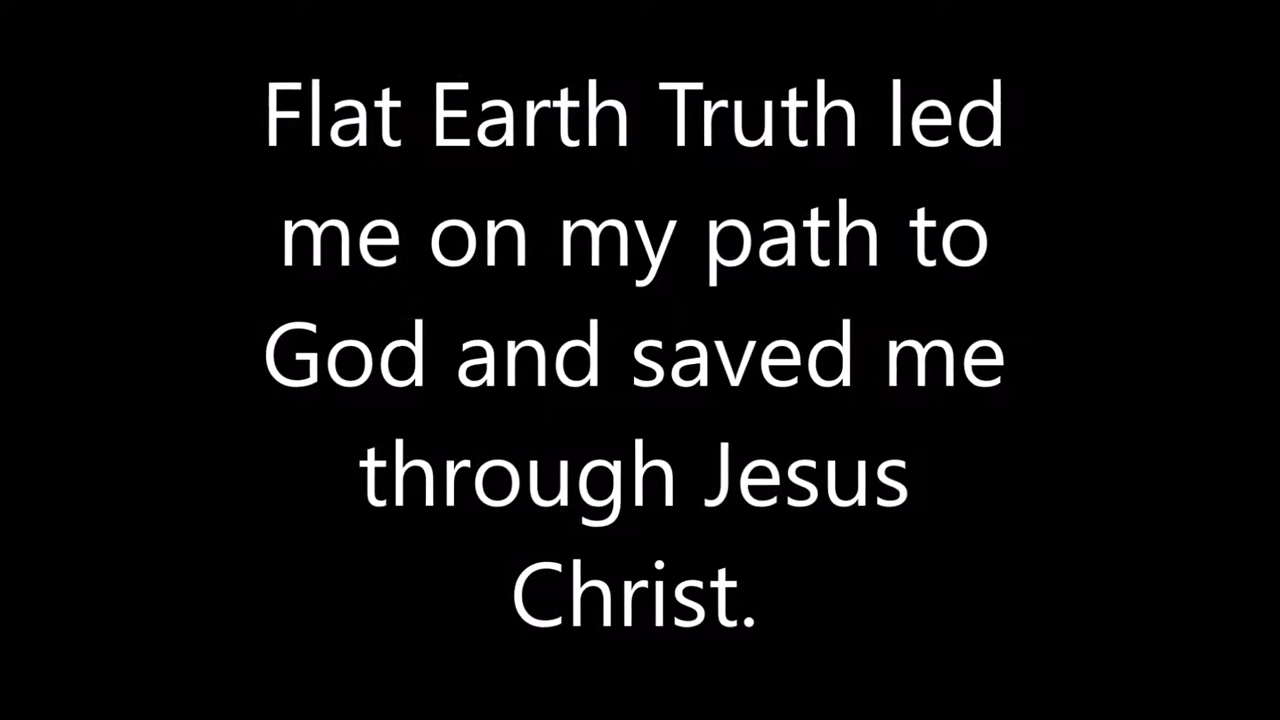 Flat Earth Truth led
me on my path to
God and saved me
through Jesus
Christ.